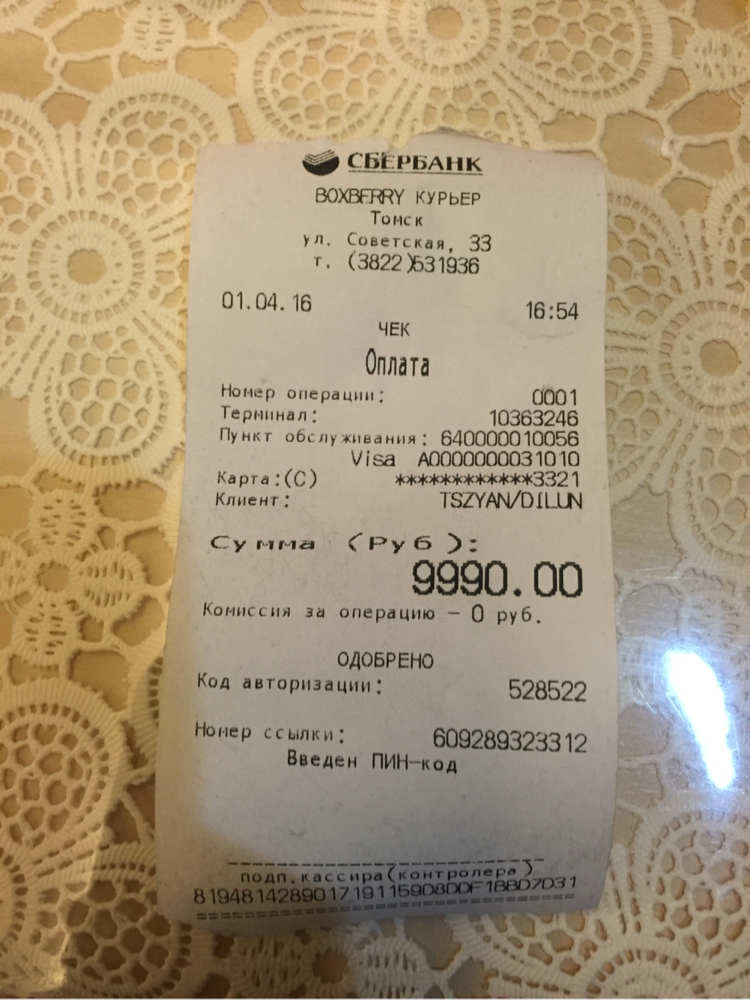 СБЕРБАНК
BOXBERRY КУРЬЕР
Томск
ул. Советская, 33
т. (3822)531936
01.04.16 16:54
ЧЕК
Оплата
Номер операции: 0001
Терминал: 10363246
Пункт обслуживания: 640000010056
Visa A0000000031010
Карта:(C) ************3321
Клиент: TSZYAN/DILUN
Сумма (Руб):
9990.00
Комиссия за операцию – 0 руб.
ОДОБРЕНО
Код авторизации: 528522
Номер ссылки: 609289323312
Введен ПИН-код
подп.кассира(контролера)
8194814289017191159D8DDF1BBD7D31